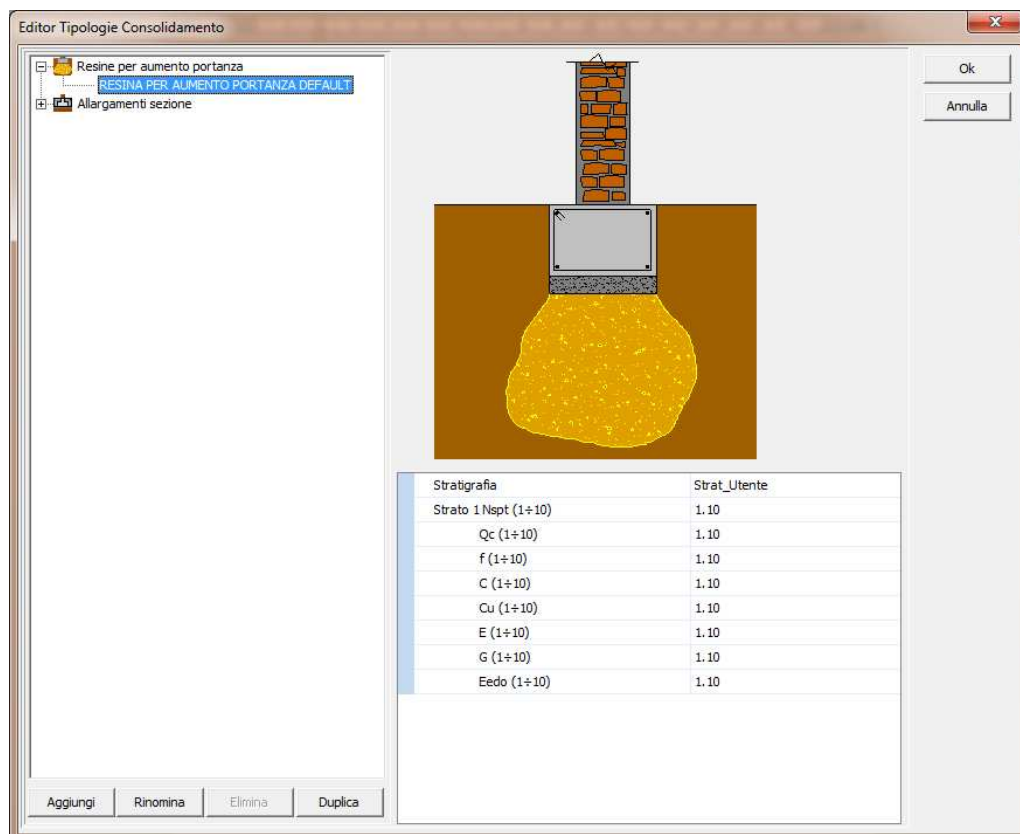 Editor Tipologie Consolidamento
Resine per aumento portanza
RESINA PER AUMENTO PORTANZA DEFAULT
Allargamenti sezione
Ok
Annulla
Stratigrafia Strat_Utente
Strato 1 Nspt (1÷10) 1.10
Qc (1÷10) 1.10
f (1÷10) 1.10
C (1÷10) 1.10
Cu (1÷10) 1.10
E (1÷10) 1.10
G (1÷10) 1.10
Eedo (1÷10) 1.10
Aggiungi Rinomina Elimina Duplica